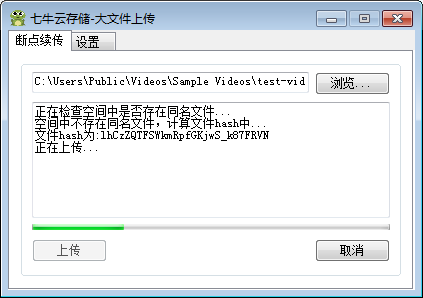 七牛云存储-大文件上传
断点续传 设置
C:\Users\Public\Videos\Sample Videos\test-vid 浏览...
正在检查空间中是否存在同名文件...
空间中不存在同名文件，计算文件hash中...
文件hash为:lhCzZQTFSWkmRpfGKjwS_k87FRVN
正在上传...
上传 取消